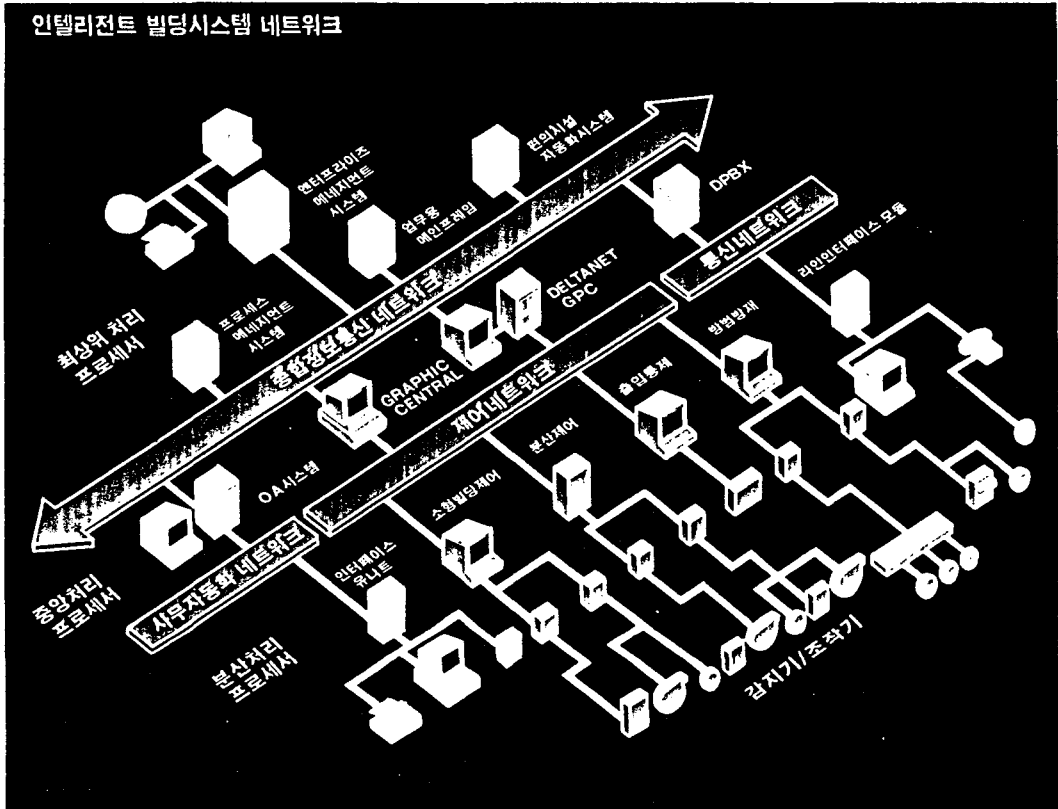 인텔리전트 빌딩시스템 네트워크
편의시설
자동화시스템
엔터프라이즈
매네지먼트
시스템
업무용
메인프레임
DPBX
통신네트워크
라인인터페이스 모듈
DELTANET
GPC
종합정보통신 네트워크
프로세스
매네지먼트
시스템
최상위 처리
프로세서
GRAPHIC
CENTRAL
제어네트워크
방범방재
출입통제
분산제어
OA시스템
소형빌딩제어
사무자동화 네트워크
인터페이스
유니트
중앙처리
프로세서
분산처리
프로세서
감지기/조작기